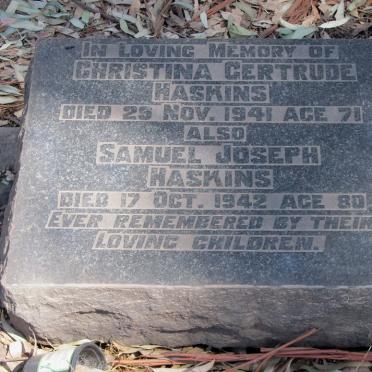 IN LOVING MEMORY OF
CHRISTINA GERTRUDE
HASKINS
DIED 29 NOV. 1941 AGE 71
ALSO
SAMUEL JOSEPH
HASKINS
DIED 17 OCT. 1942 AGE 80
EVER REMEMBERED BY THEIR
LOVING CHILDREN.